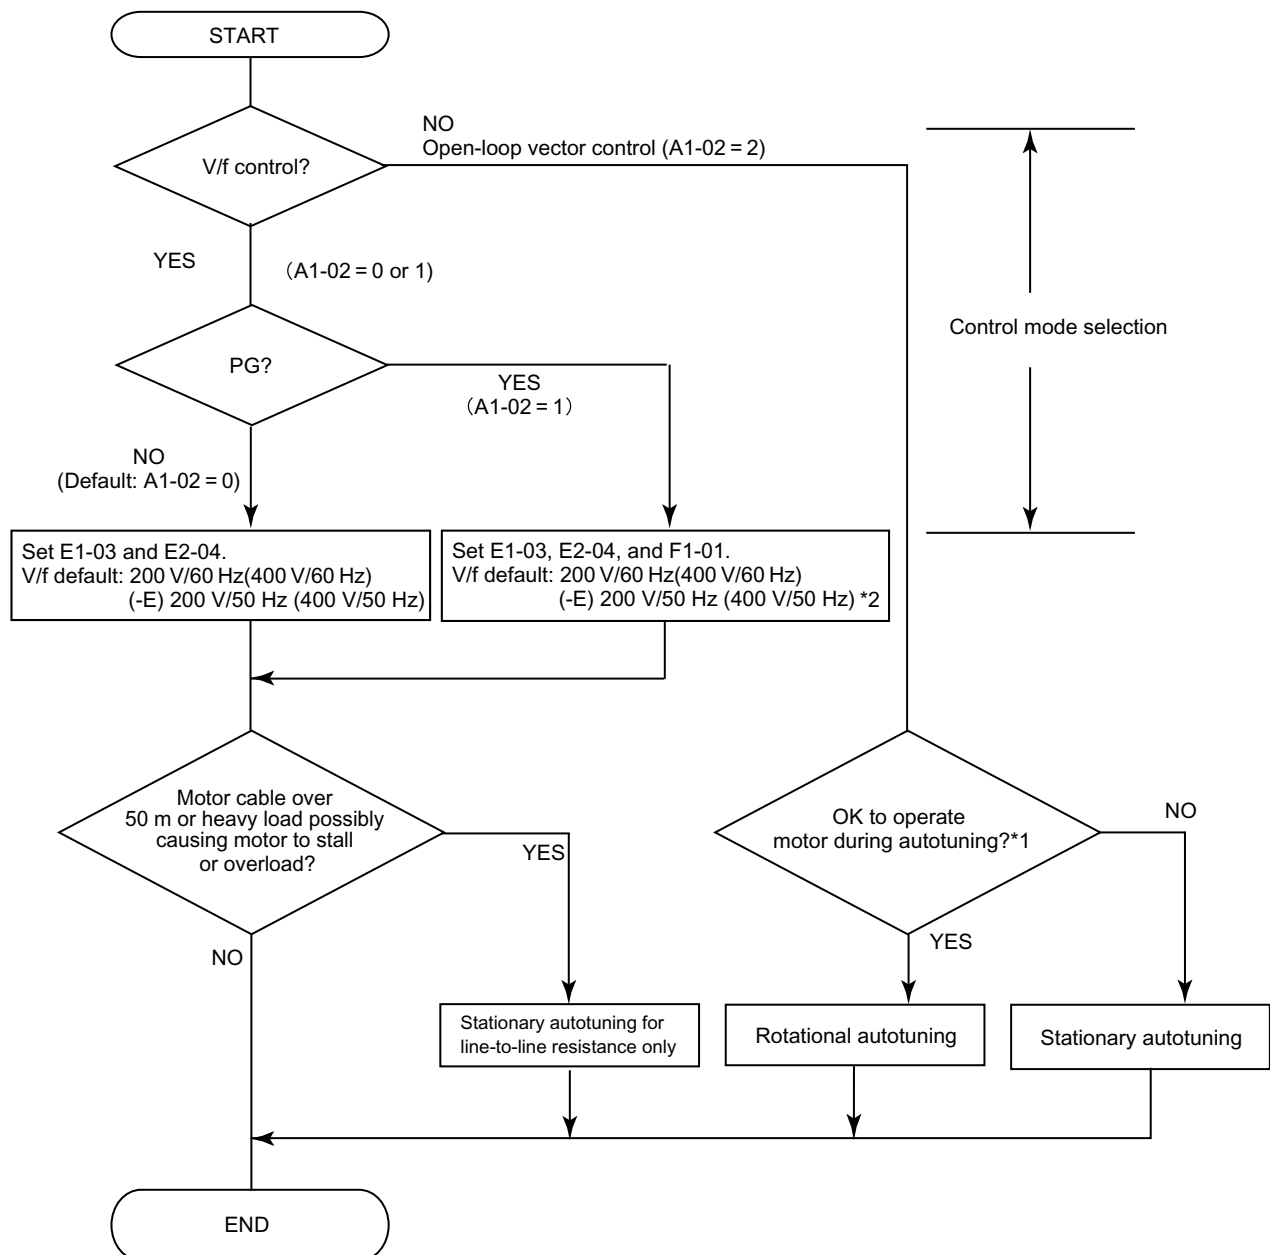 START
NO
Open-loop vector control (A1-02 = 2)
V/f control?
YES
(A1-02 = 0 or 1)
Control mode selection
PG?
YES
(A1-02 = 1)
NO
(Default: A1-02 = 0)
Set E1-03 and E2-04.
V/f default: 200 V/60 Hz(400 V/60 Hz)
(-E) 200 V/50 Hz (400 V/50 Hz)
Set E1-03, E2-04, and F1-01.
V/f default: 200 V/60 Hz(400 V/60 Hz)
(-E) 200 V/50 Hz (400 V/50 Hz) *2
Motor cable over
50 m or heavy load possibly
causing motor to stall
or overload?
YES
OK to operate
motor during autotuning?*1
NO
NO
YES
Stationary autotuning for
line-to-line resistance only
Rotational autotuning
Stationary autotuning
END